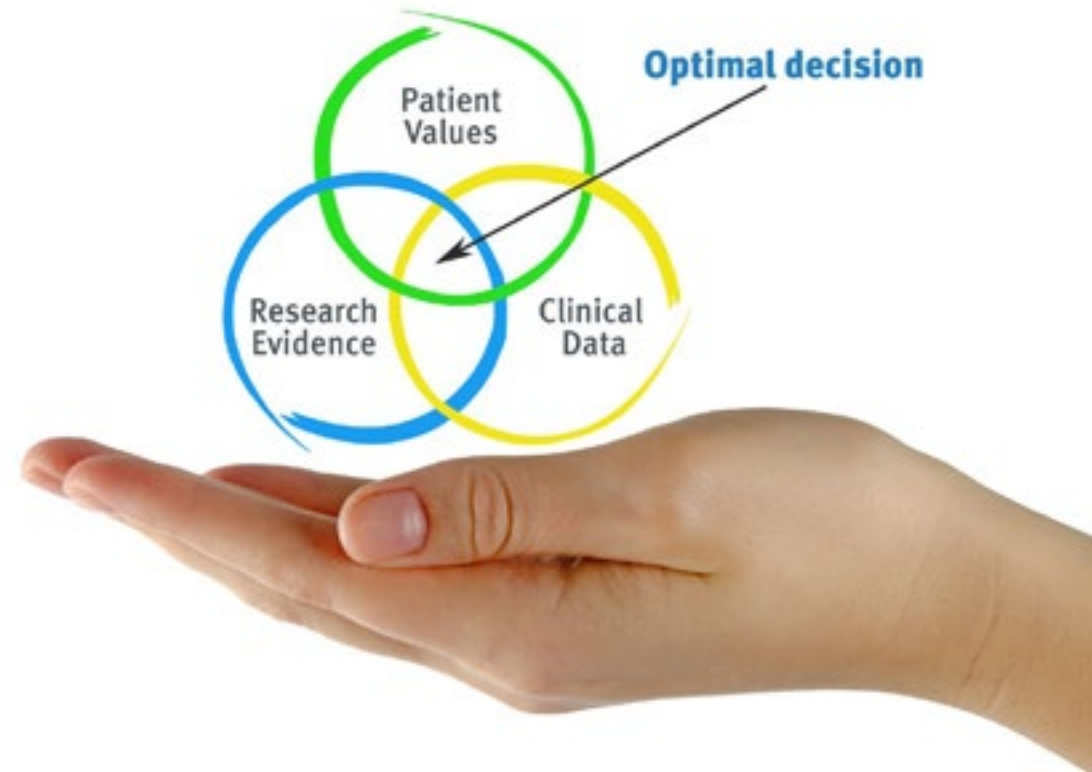 Patient
Values
Optimal decision
Research
Evidence
Clinical
Data